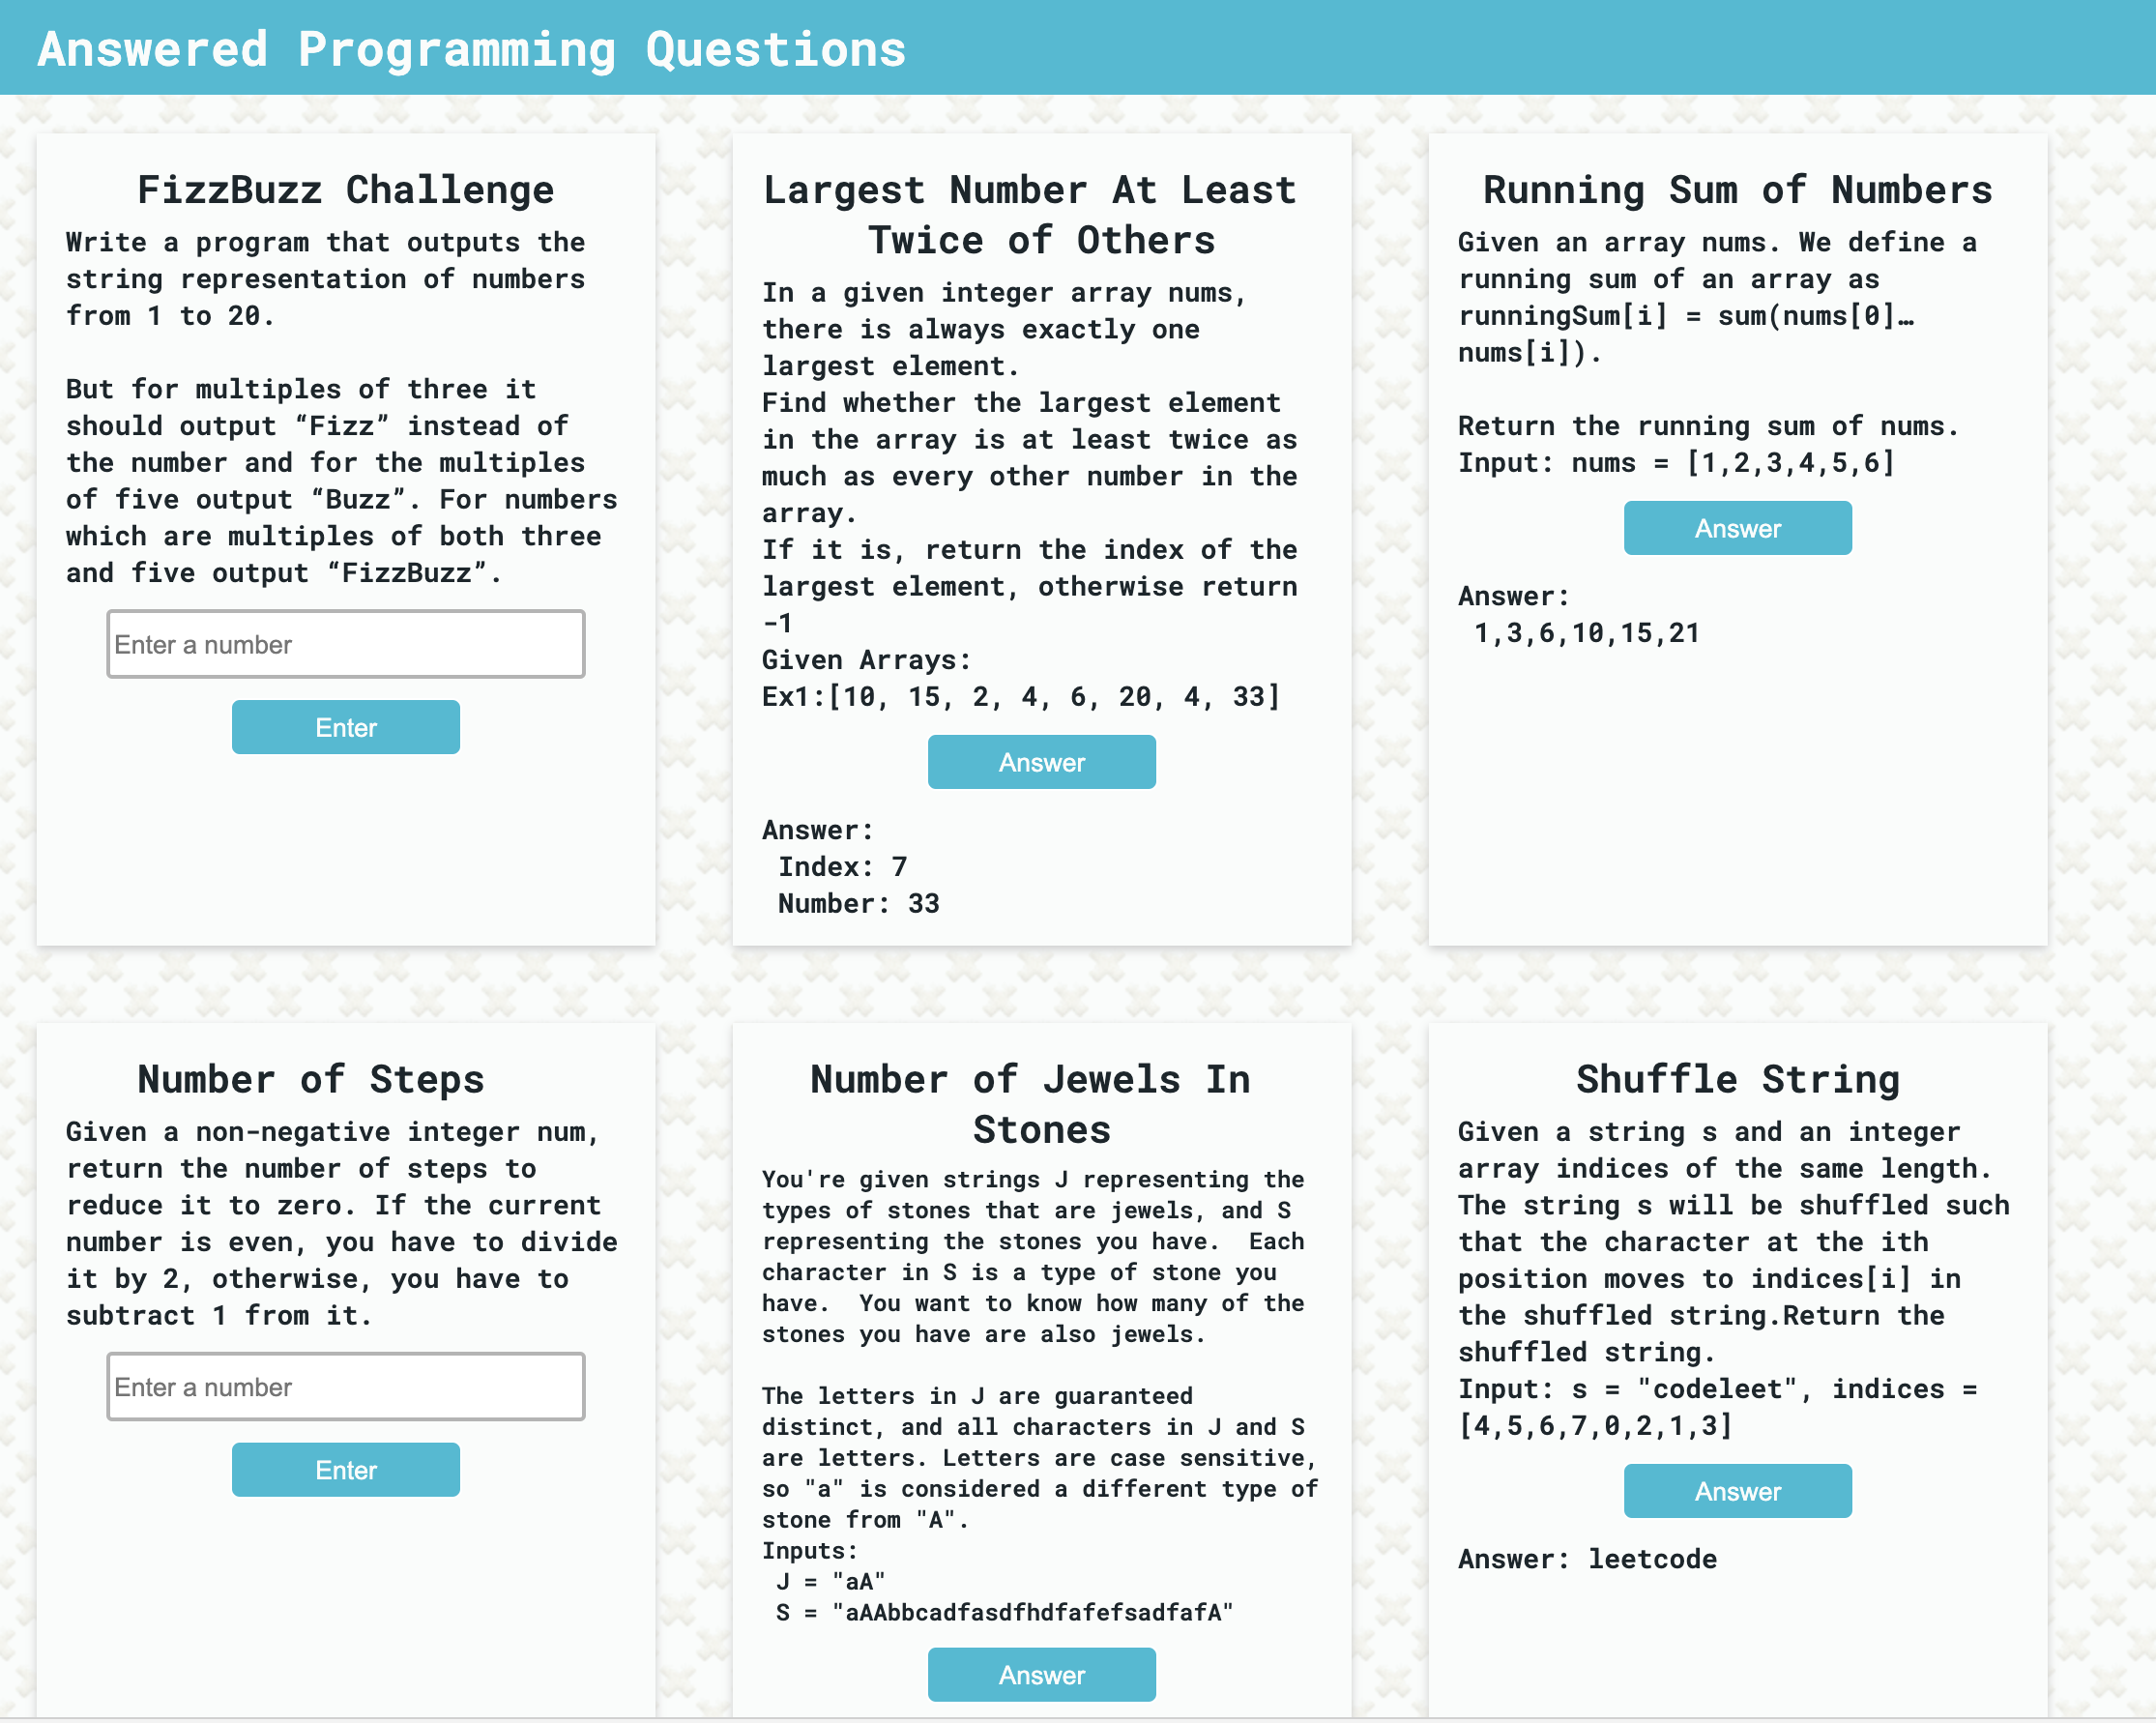 Answered Programming Questions
FizzBuzz Challenge
Write a program that outputs the
string representation of numbers
from 1 to 20.
But for multiples of three it
should output “Fizz” instead of
the number and for the multiples
of five output “Buzz”. For numbers
which are multiples of both three
and five output “FizzBuzz”.
Enter a number
Enter
Largest Number At Least
Twice of Others
In a given integer array nums,
there is always exactly one
largest element.
Find whether the largest element
in the array is at least twice as
much as every other number in the
array.
If it is, return the index of the
largest element, otherwise return
-1
Given Arrays:
Ex1:[10, 15, 2, 4, 6, 20, 4, 33]
Answer
Answer:
Index: 7
Number: 33
Running Sum of Numbers
Given an array nums. We define a
running sum of an array as
runningSum[i] = sum(nums[0]…
nums[i]).
Return the running sum of nums.
Input: nums = [1,2,3,4,5,6]
Answer
Answer:
1,3,6,10,15,21
Number of Steps
Given a non-negative integer num,
return the number of steps to
reduce it to zero. If the current
number is even, you have to divide
it by 2, otherwise, you have to
subtract 1 from it.
Enter a number
Enter
Number of Jewels In
Stones
You're given strings J representing the
types of stones that are jewels, and S
representing the stones you have.  Each
character in S is a type of stone you
have.  You want to know how many of the
stones you have are also jewels.
The letters in J are guaranteed
distinct, and all characters in J and S
are letters. Letters are case sensitive,
so "a" is considered a different type of
stone from "A".
Inputs:
J = "aA"
S = "aAAbbcadfasdfhdfafefsadfafA"
Answer
Shuffle String
Given a string s and an integer
array indices of the same length.
The string s will be shuffled such
that the character at the ith
position moves to indices[i] in
the shuffled string.Return the
shuffled string.
Input: s = "codeleet", indices =
[4,5,6,7,0,2,1,3]
Answer
Answer: leetcode